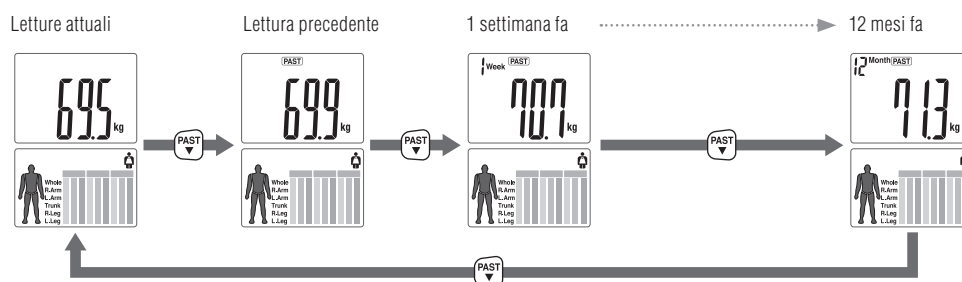 Letture attuali
Lettura precedente
1 settimana fa
12 mesi fa
69.5 kg
PAST
69.9 kg
1 Week PAST
70.7 kg
12 Month PAST
71.3 kg
PAST
PAST
PAST
Whole
R.Arm
L.Arm
Trunk
R.Leg
L.Leg
Whole
R.Arm
L.Arm
Trunk
R.Leg
L.Leg
Whole
R.Arm
L.Arm
Trunk
R.Leg
L.Leg
Whole
R.Arm
L.Arm
Trunk
R.Leg
L.Leg
PAST